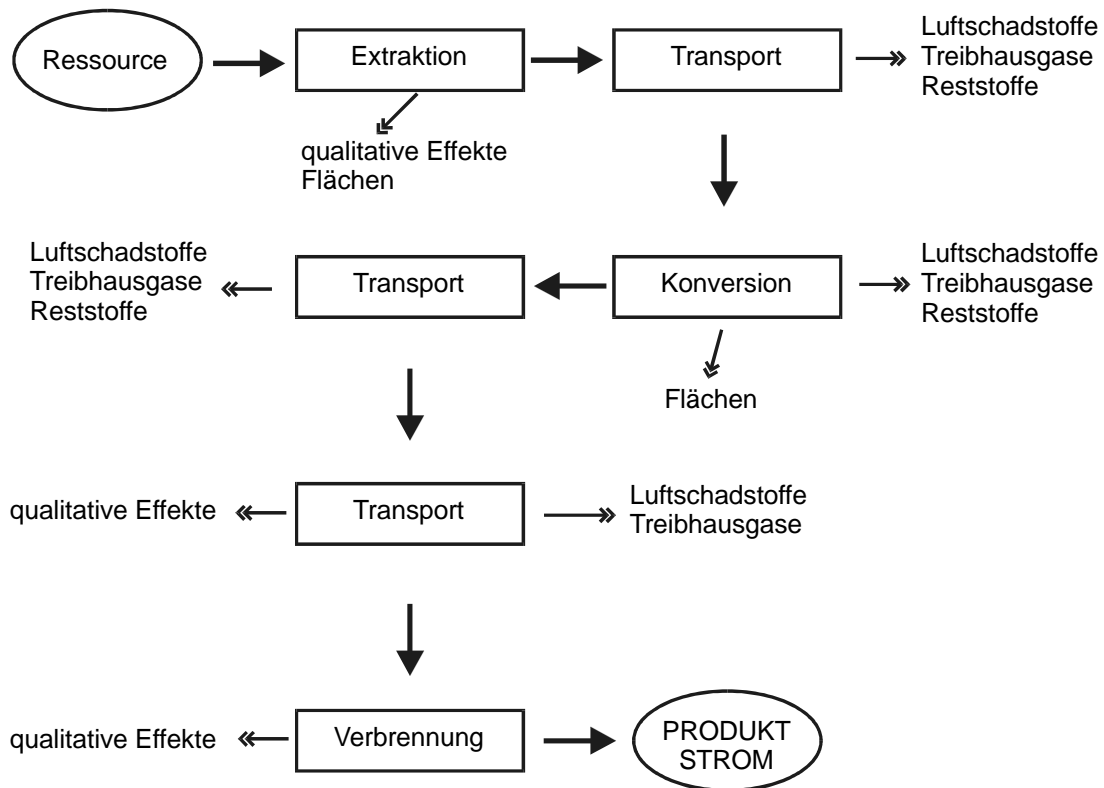 Ressource
Extraktion
Transport
Luftschadstoffe
Treibhausgase
Reststoffe
qualitative Effekte
Flächen
Luftschadstoffe
Treibhausgase
Reststoffe
Transport
Konversion
Luftschadstoffe
Treibhausgase
Reststoffe
Flächen
qualitative Effekte
Transport
Luftschadstoffe
Treibhausgase
qualitative Effekte
Verbrennung
PRODUKT
STROM